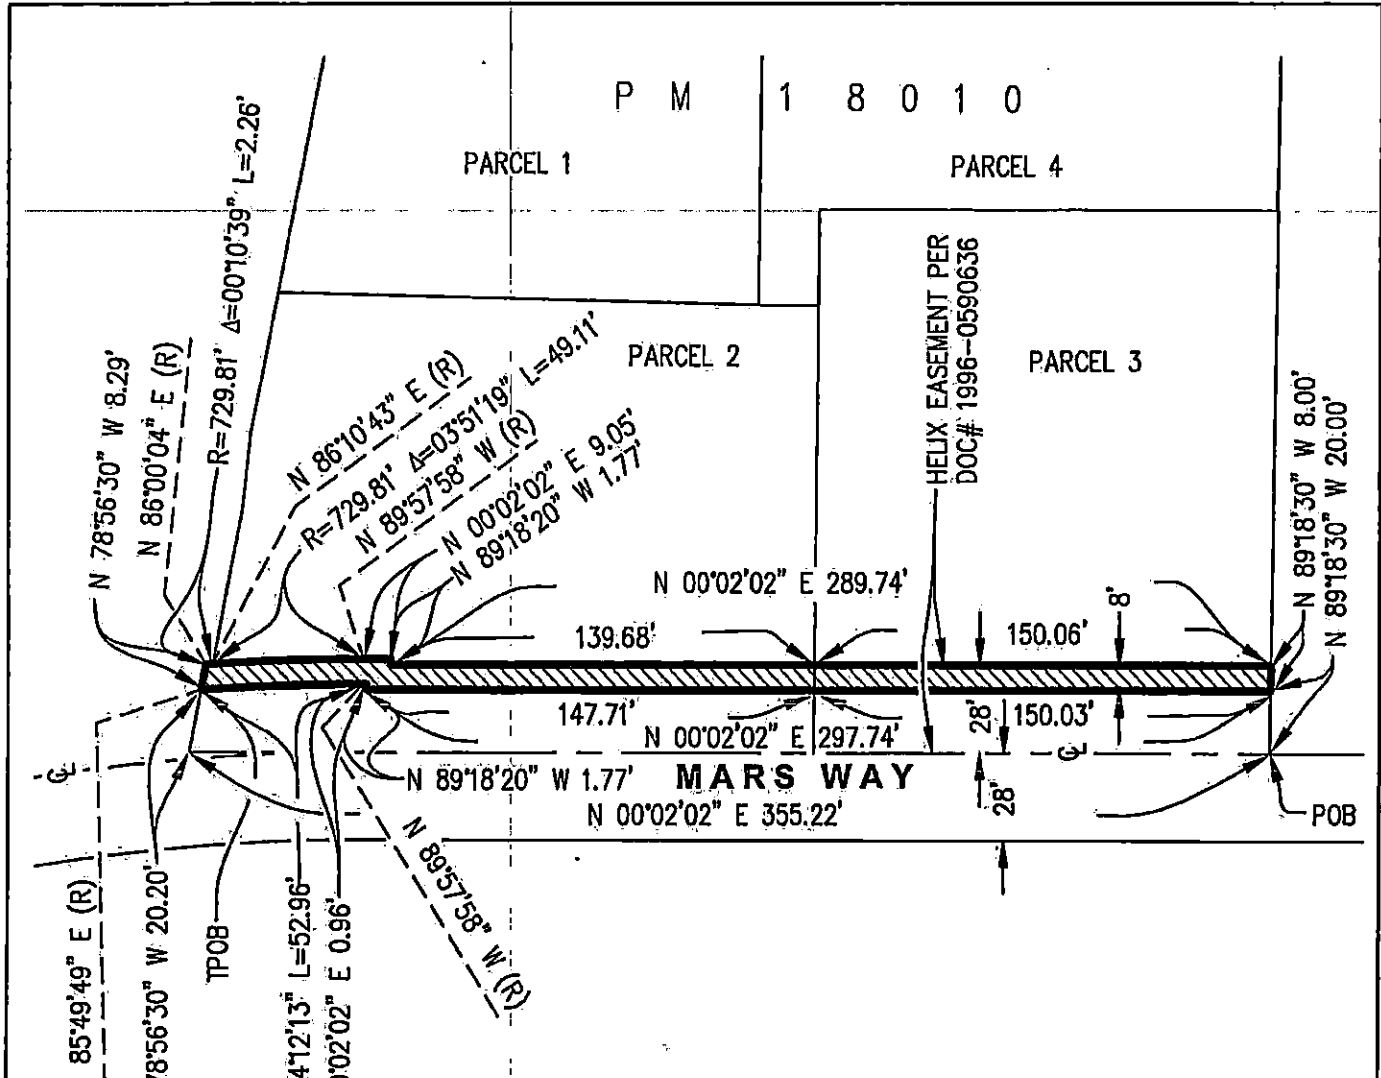 P M 1 8 0 1 0
PARCEL 1
PARCEL 4
PARCEL 2
PARCEL 3
HELIX EASEMENT PER
DOC# 1996-0590636
N 78°56'30" W 8.29'
N 86°00'04" E (R)
R=729.81' Δ=00°10'39" L=2.26'
N 86°10'43" E (R)
R=729.81' Δ=03°51'19" L=49.11'
N 89°57'58" W (R)
N 00°02'02" E 9.05'
N 89°18'20" W 1.77'
N 00°02'02" E 289.74'
139.68'
150.06'
8'
N 89°18'30" W 8.00'
N 89°18'30" W 20.00'
147.71'
150.03'
N 00°02'02" E 297.74'
28'
℄
℄
N 89°18'20" W 1.77'
MARS WAY
N 00°02'02" E 355.22'
28'
POB
N 89°57'58" W (R)
85°49'49" E (R)
78°56'30" W 20.20'
TPOB
4°12'13" L=52.96'
0°02'02" E 0.96'